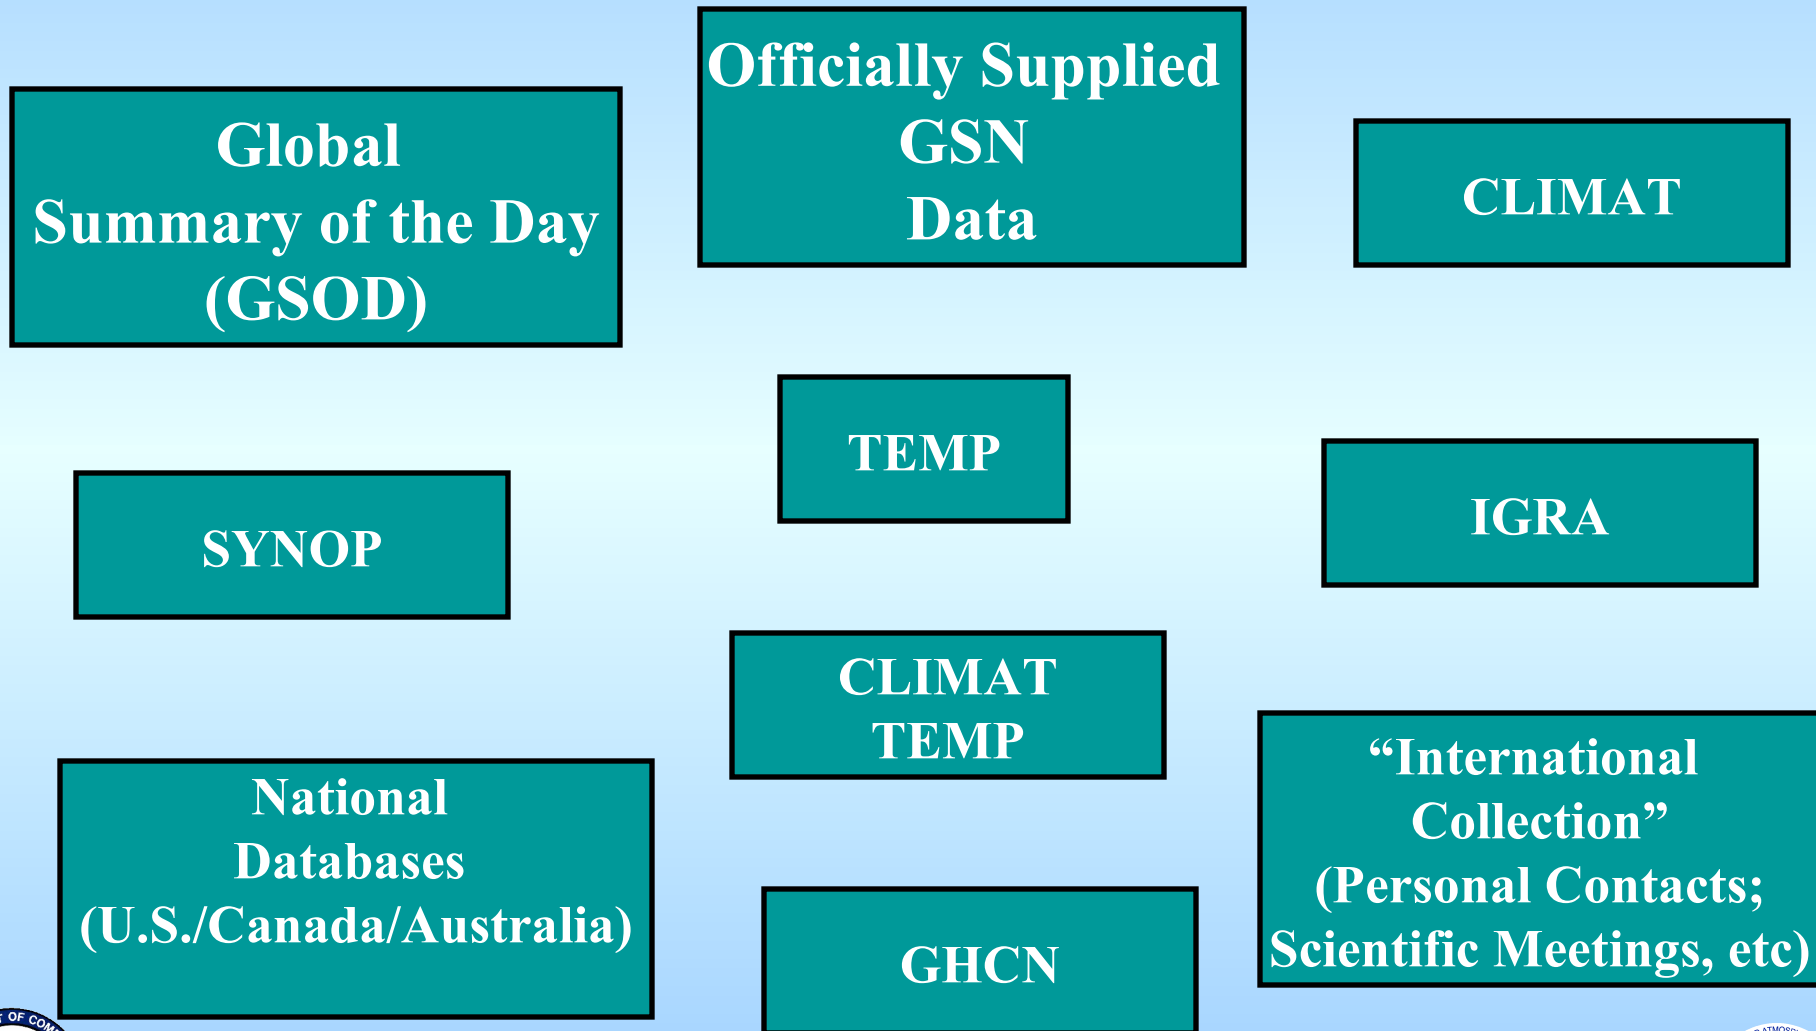 Officially Supplied
GSN
Data
Global
Summary of the Day
(GSOD)
CLIMAT
TEMP
IGRA
SYNOP
CLIMAT
TEMP
“International
Collection”
(Personal Contacts;
Scientific Meetings, etc)
National
Databases
(U.S./Canada/Australia)
GHCN
OF